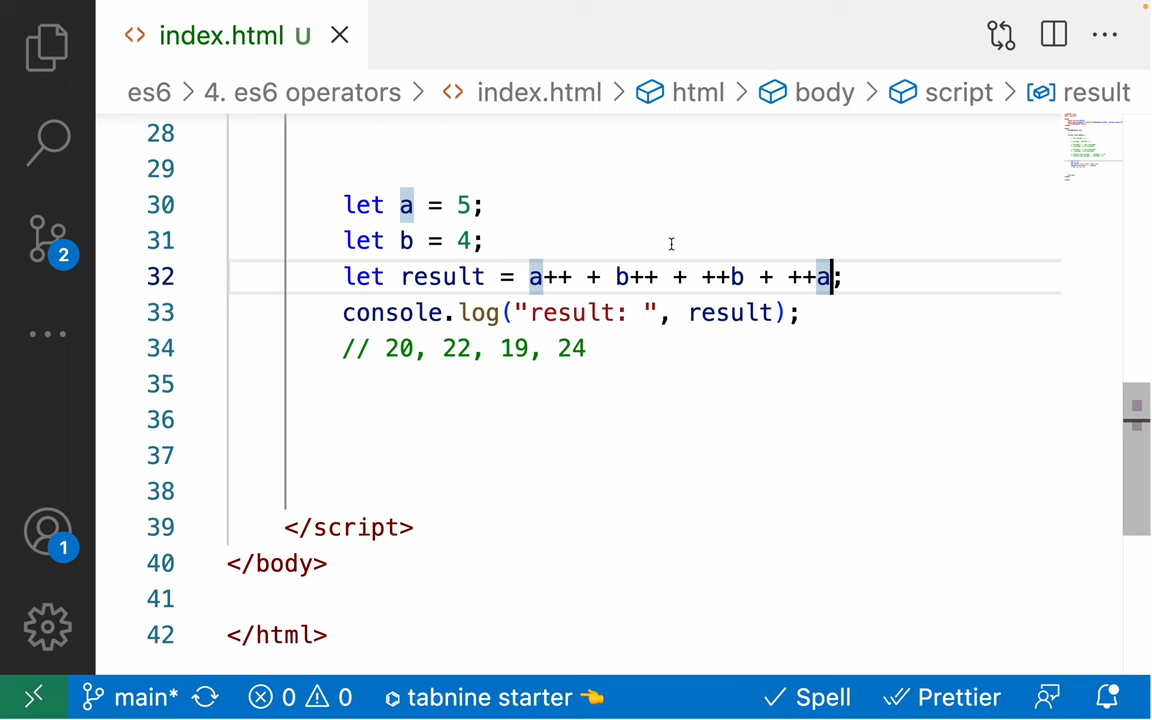 index.html U
es6 > 4. es6 operators > index.html > html > body > script > result
28
29
30 let a = 5;
31 let b = 4;
32 let result = a++ + b++ + ++b + ++a;
33 console.log("result: ", result);
34 // 20, 22, 19, 24
35
36
37
38
39 </script>
40 </body>
41
42 </html>
2
1
main* 0 0 tabnine starter Spell Prettier